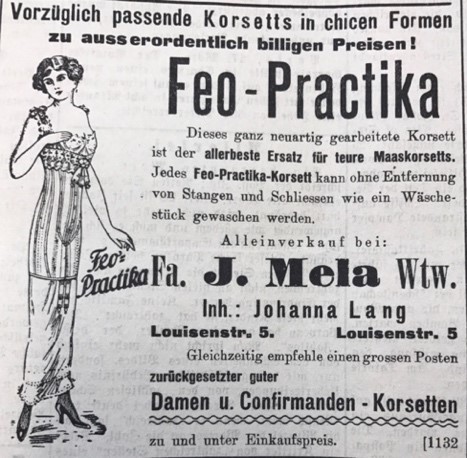 Vorzüglich passende Korsetts in chicen Formen
zu ausserordentlich billigen Preisen!
Feo-Practika
Dieses ganz neuartig gearbeitete Korsett
ist der allerbeste Ersatz für teure Maaskorsetts.
Jedes Feo-Practika-Korsett kann ohne Entfernung
von Stangen und Schliessen wie ein Wäsche-
stück gewaschen werden.
Alleinverkauf bei:
Feo-
Practika
Fa. J. Mela Wtw.
Inh.: Johanna Lang
Louisenstr. 5. Louisenstr. 5
Gleichzeitig empfehle einen grossen Posten
zurückgesetzter guter
Damen u. Confirmanden-Korsetten
zu und unter Einkaufspreis. [1132